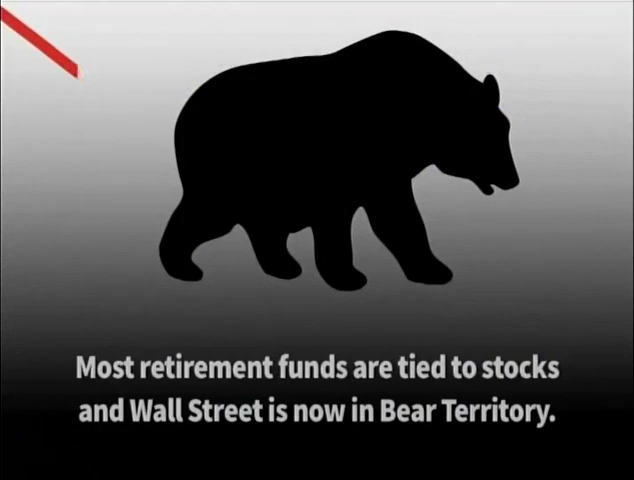 Most retirement funds are tied to stocks
and Wall Street is now in Bear Territory.